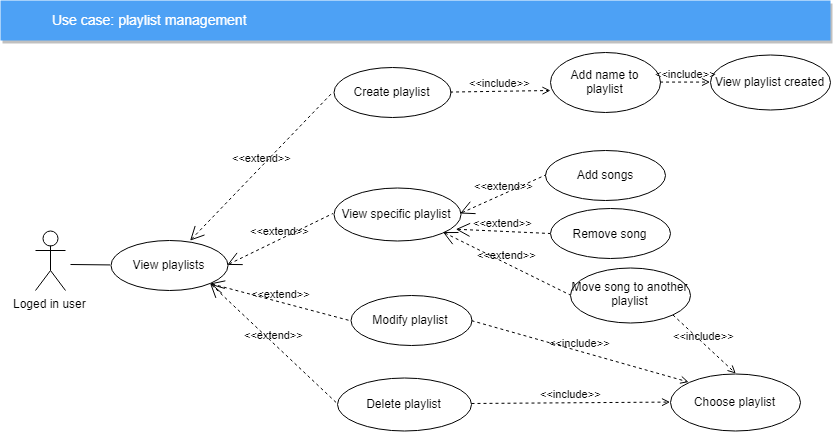 Use case: playlist management
Create playlist
<<include>>
Add name to
playlist
<<include>>
View playlist created
<<extend>>
View specific playlist
<<extend>>
Add songs
<<extend>>
Remove song
<<extend>>
<<extend>>
Move song to another
playlist
Loged in user
View playlists
<<extend>>
Modify playlist
<<include>>
<<include>>
<<extend>>
Delete playlist
<<include>>
Choose playlist